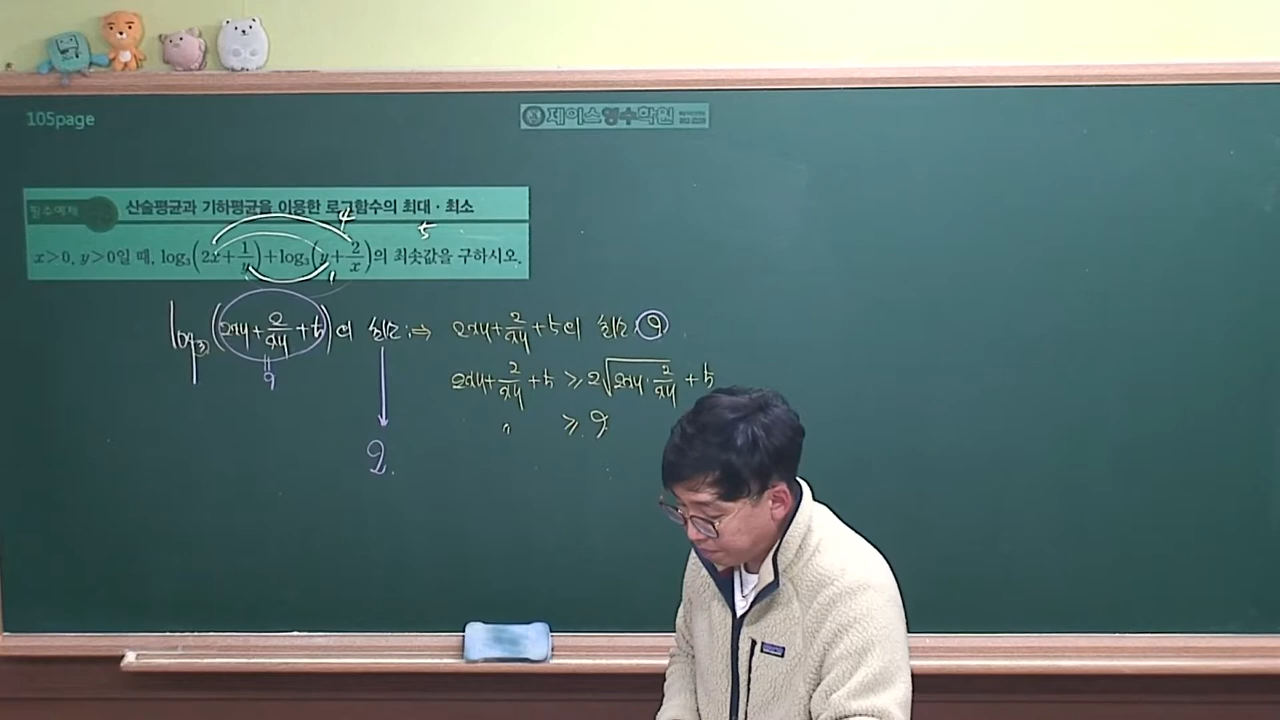 105page
제이스영수학원
필수예제
산술평균과 기하평균을 이용한 로그함수의 최대·최소
4
5
x>0, y>0일 때, log₃(2x+1/y)+log₃(y+2/x)의 최솟값을 구하시오.
1
log₃(2xy+2/xy+5)의 최소 ⇒ 2xy+2/xy+5의 최소: 9
9
2xy+2/xy+5 ≥ 2√(2xy·2/xy)+5
〃 ≥ 9
2.